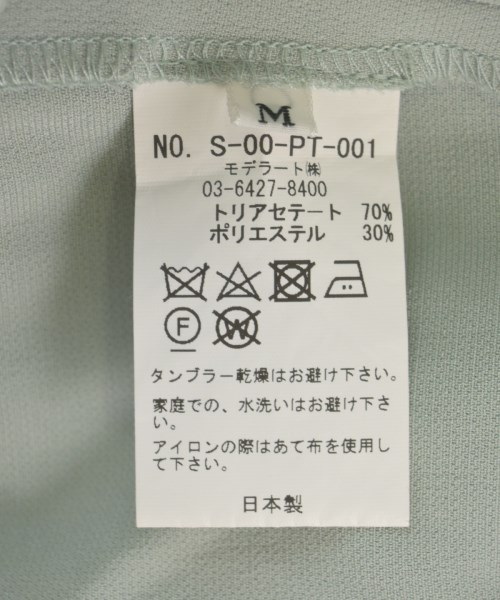 M
NO. S-00-PT-001
モデラート㈱
03-6427-8400
トリアセテート 70%
ポリエステル 30%
F W
タンブラー乾燥はお避け下さい。
家庭での、水洗いはお避け下さ
い。
アイロンの際はあて布を使用し
て下さい。
日本製